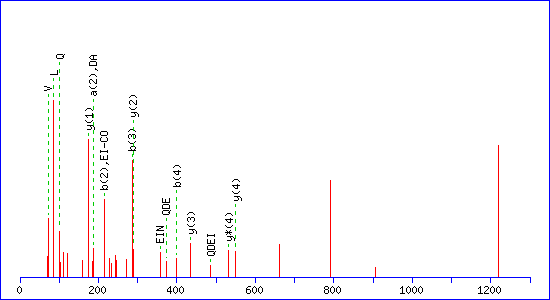 V
L
Q
y(1)
a(2),DA
b(2),EI-CO
b(3)
y(2)
EIN
QDE
b(4)
y(3)
QDEI
y*(4)
y(4)
0 200 400 600 800 1000 1200